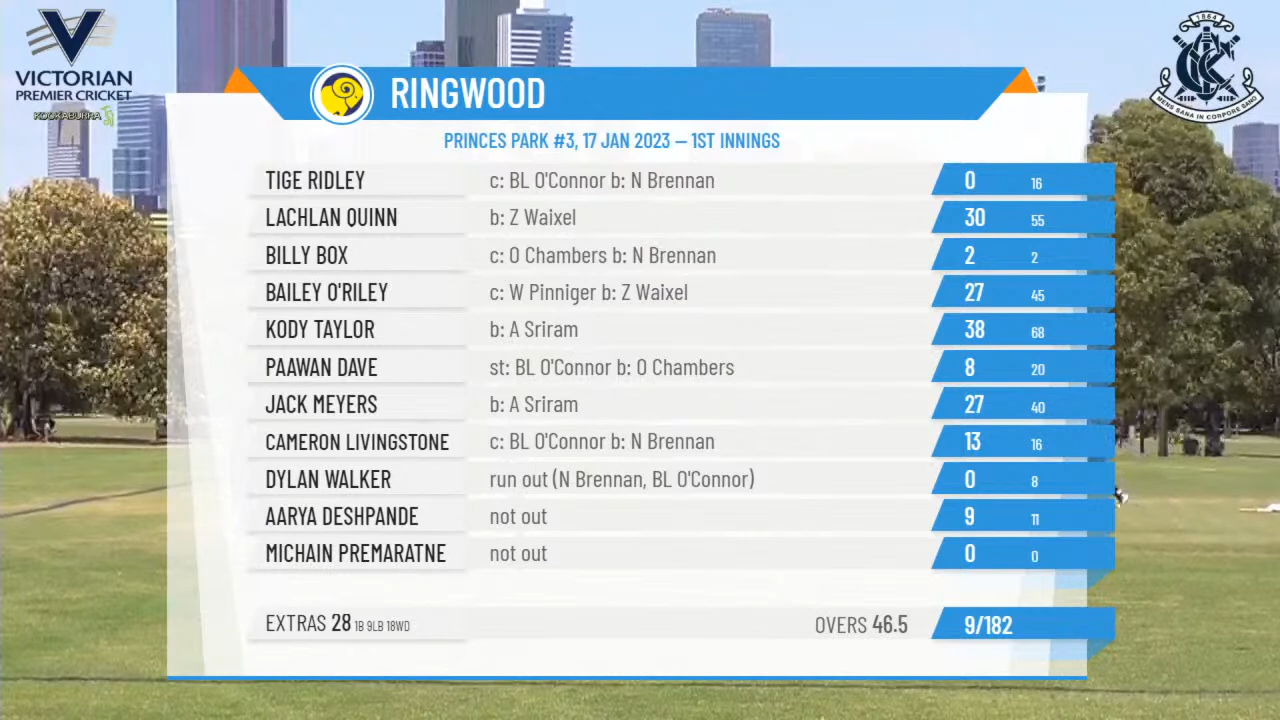 VICTORIAN
PREMIER CRICKET
KOOKABURRA
1864
MENS SANA IN CORPORE SANO
RINGWOOD
PRINCES PARK #3, 17 JAN 2023 – 1ST INNINGS
TIGE RIDLEY c: BL O'Connor b: N Brennan 0 16
LACHLAN QUINN b: Z Waixel 30 55
BILLY BOX c: O Chambers b: N Brennan 2 2
BAILEY O'RILEY c: W Pinniger b: Z Waixel 27 45
KODY TAYLOR b: A Sriram 38 68
PAAWAN DAVE st: BL O'Connor b: O Chambers 8 20
JACK MEYERS b: A Sriram 27 40
CAMERON LIVINGSTONE c: BL O'Connor b: N Brennan 13 16
DYLAN WALKER run out (N Brennan, BL O'Connor) 0 8
AARYA DESHPANDE not out 9 11
MICHAIN PREMARATNE not out 0 0
EXTRAS 28 1B 9LB 18WD OVERS 46.5 9/182